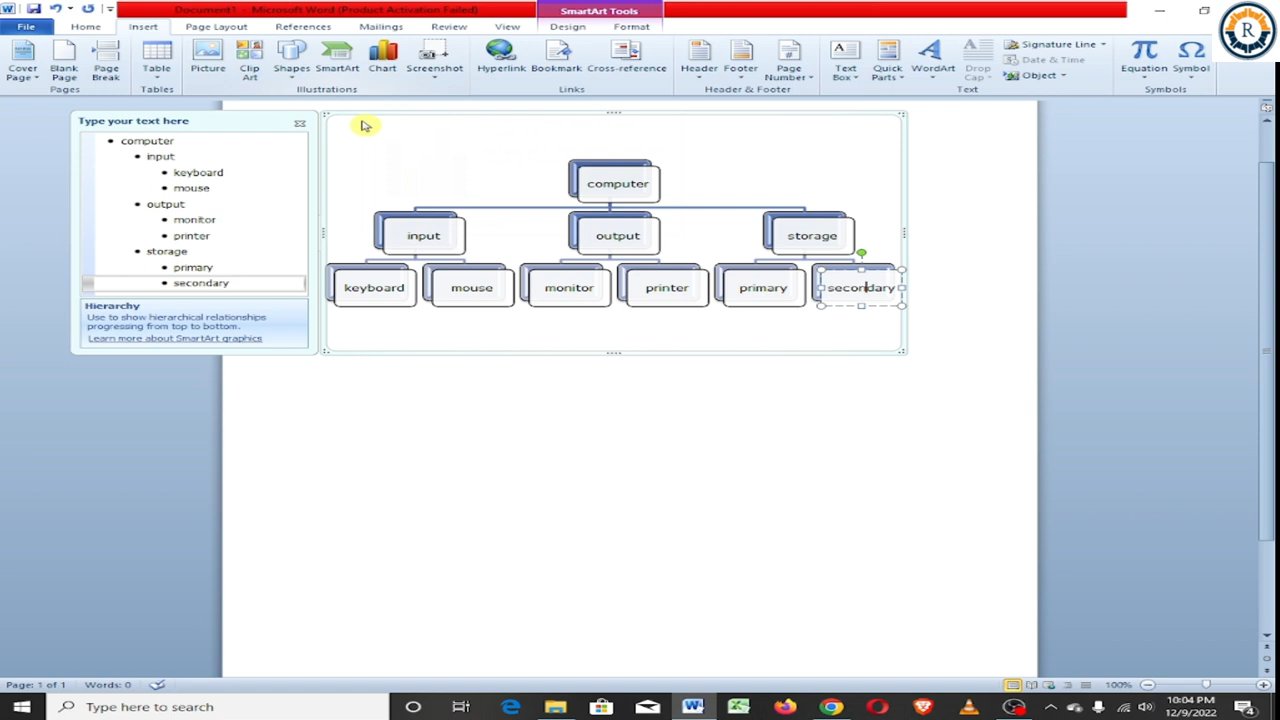 Document1 - Microsoft Word (Product Activation Failed)
SmartArt Tools
File Home Insert Page Layout References Mailings Review View Design Format
R
Cover Page
Blank Page
Page Break
Table
Picture
Clip Art
Shapes
SmartArt
Chart
Screenshot
Hyperlink
Bookmark
Cross-reference
Header
Footer
Page Number
Text Box
Quick Parts
WordArt
Drop Cap
Signature Line
Date & Time
Object
Equation
Symbol
Pages Tables Illustrations Links Header & Footer Text Symbols
Type your text here
computer
input
keyboard
mouse
output
monitor
printer
storage
primary
secondary
Hierarchy
Use to show hierarchical relationships
progressing from top to bottom.
Learn more about SmartArt graphics
computer
input output storage
keyboard mouse monitor printer primary secondary
Page: 1 of 1 Words: 0 100%
Type here to search
10:04 PM
12/9/2022
4